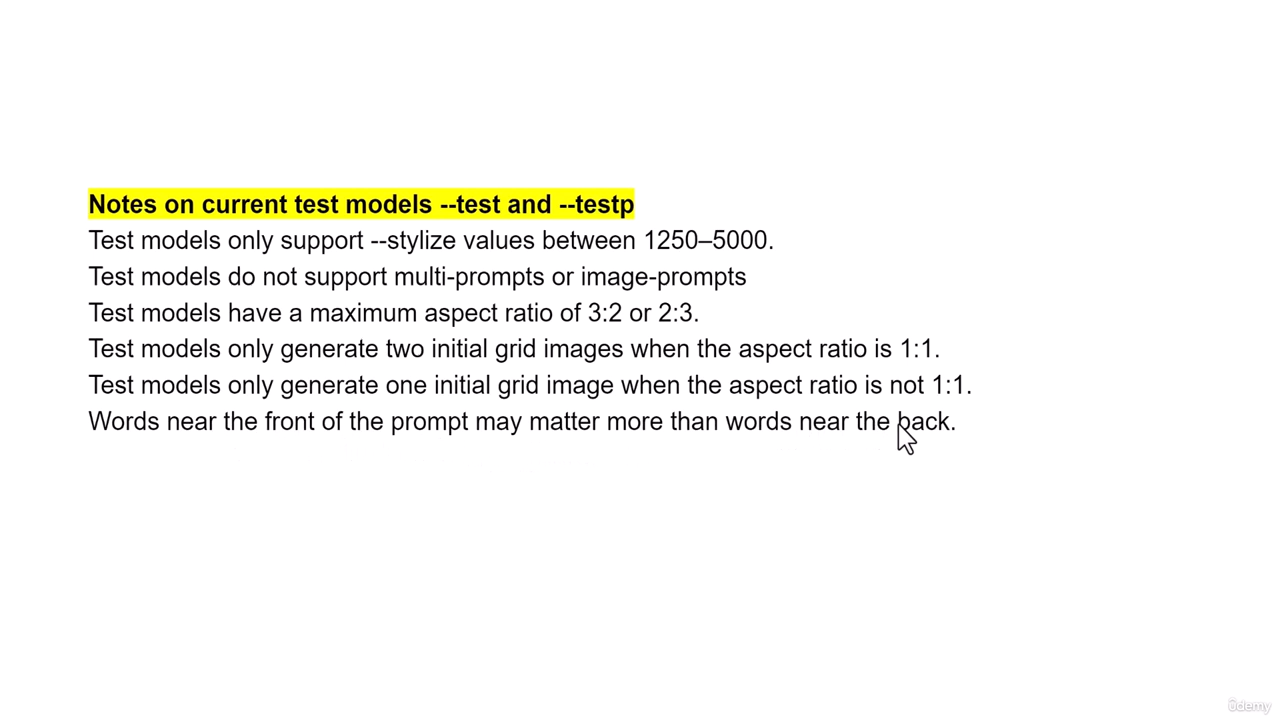 Notes on current test models --test and --testp
Test models only support --stylize values between 1250–5000.
Test models do not support multi-prompts or image-prompts
Test models have a maximum aspect ratio of 3:2 or 2:3.
Test models only generate two initial grid images when the aspect ratio is 1:1.
Test models only generate one initial grid image when the aspect ratio is not 1:1.
Words near the front of the prompt may matter more than words near the back.
ûdemy